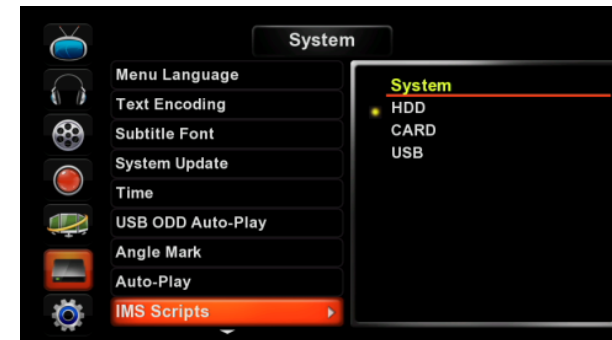 System
Menu Language
Text Encoding
Subtitle Font
System Update
Time
USB ODD Auto-Play
Angle Mark
Auto-Play
IMS Scripts
System
HDD
CARD
USB